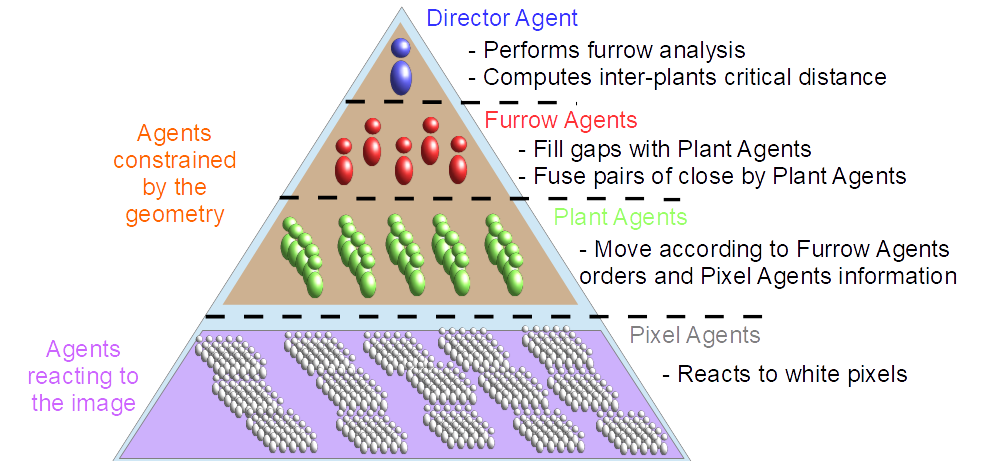 Director Agent
- Performs furrow analysis
- Computes inter-plants critical distance
Furrow Agents
- Fill gaps with Plant Agents
- Fuse pairs of close by Plant Agents
Agents
constrained
by the
geometry
Plant Agents
- Move according to Furrow Agents
orders and Pixel Agents information
Pixel Agents
- Reacts to white pixels
Agents
reacting to
the image